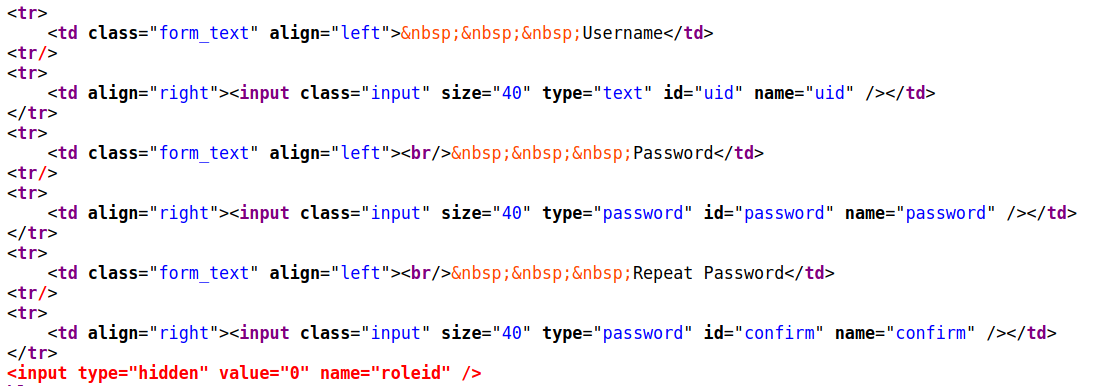 <tr>
    <td class="form_text" align="left">&nbsp;&nbsp;&nbsp;Username</td>
<tr/>
<tr>
    <td align="right"><input class="input" size="40" type="text" id="uid" name="uid" /></td>
</tr>
<tr>
    <td class="form_text" align="left"><br/>&nbsp;&nbsp;&nbsp;Password</td>
<tr/>
<tr>
    <td align="right"><input class="input" size="40" type="password" id="password" name="password" /></td>
</tr>
<tr>
    <td class="form_text" align="left"><br/>&nbsp;&nbsp;&nbsp;Repeat Password</td>
<tr/>
<tr>
    <td align="right"><input class="input" size="40" type="password" id="confirm" name="confirm" /></td>
</tr>
<input type="hidden" value="0" name="roleid" />